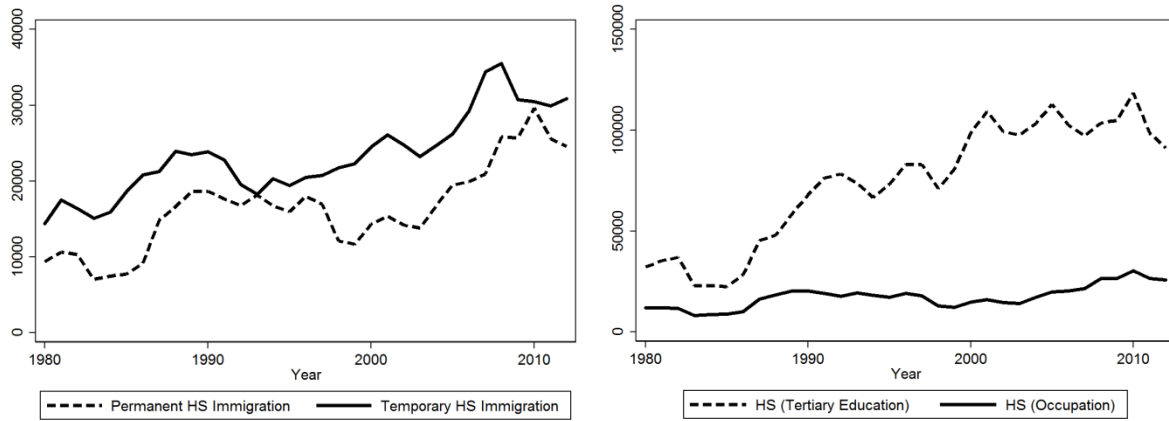 40000
30000
20000
10000
0
1980
1990
2000
2010
Year
Permanent HS Immigration
Temporary HS Immigration
150000
100000
50000
0
1980
1990
2000
2010
Year
HS (Tertiary Education)
HS (Occupation)